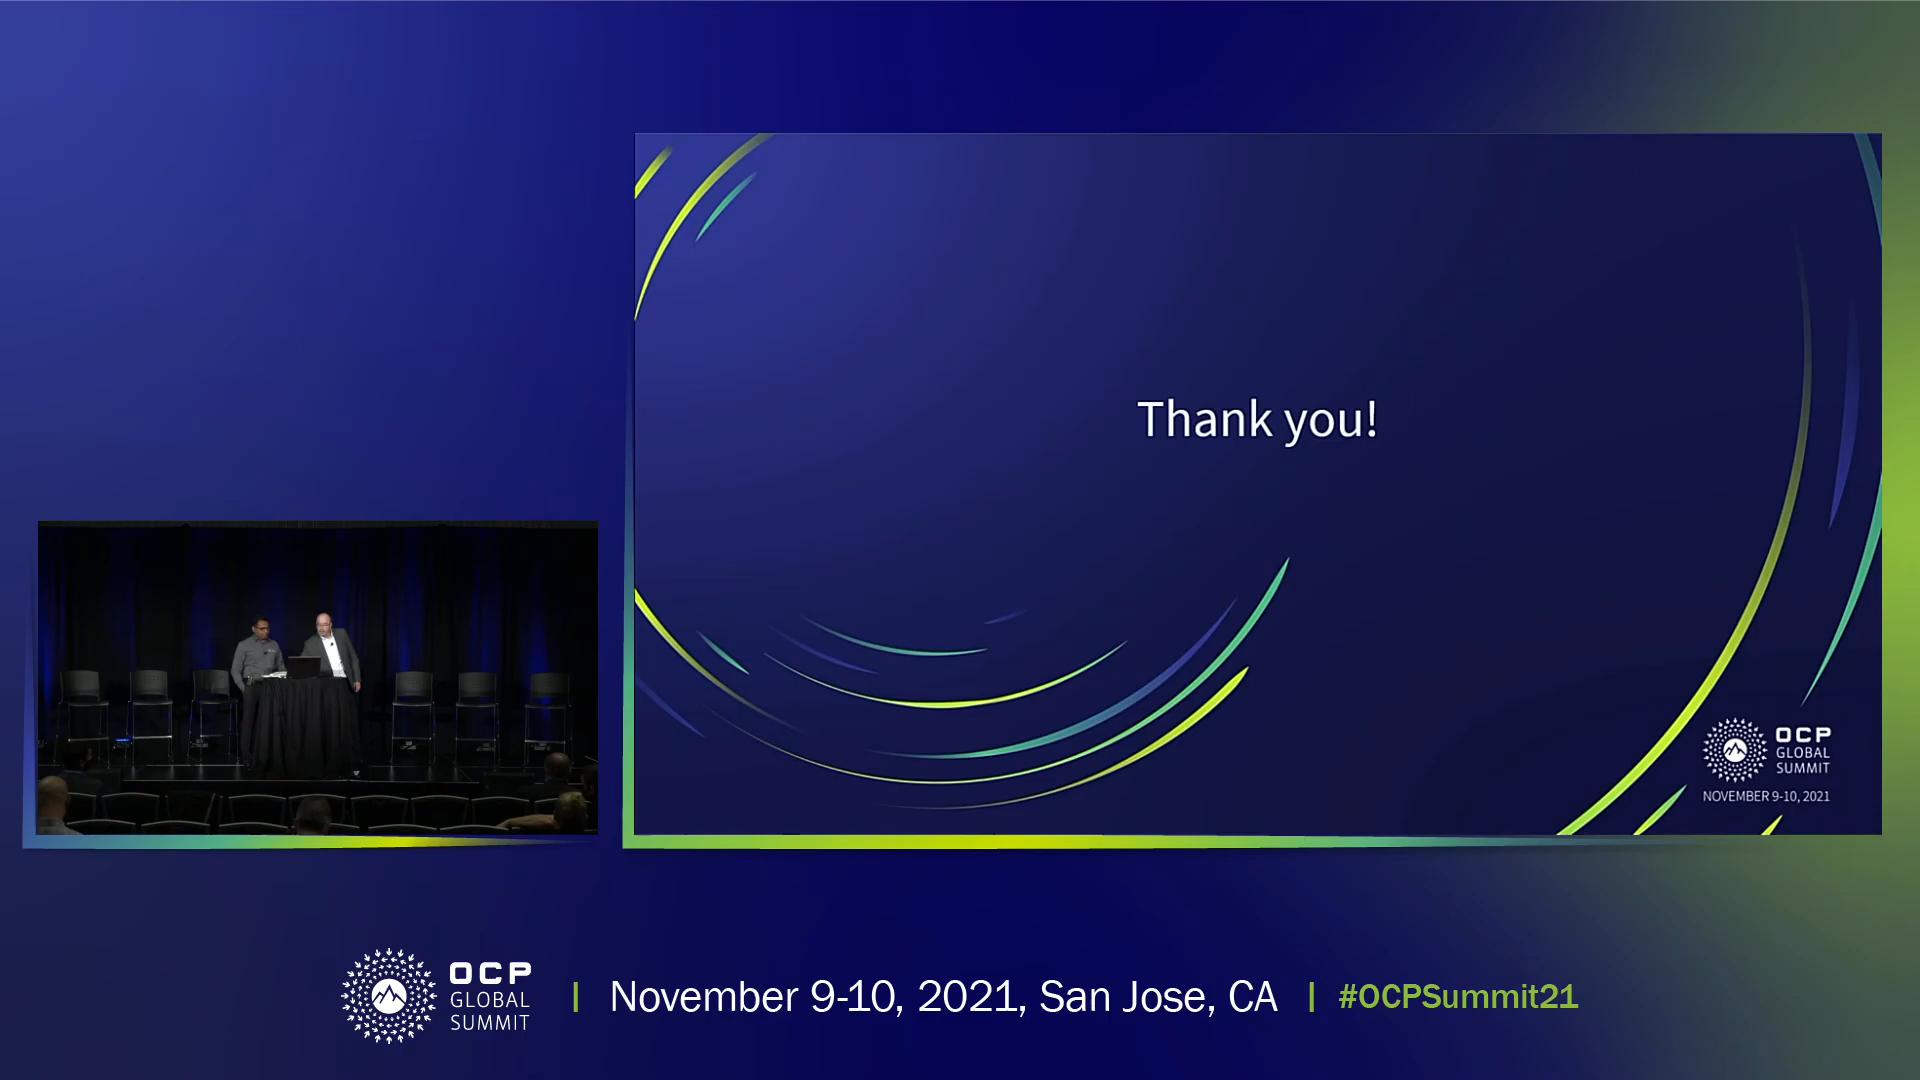 Thank you!
OCP
GLOBAL
SUMMIT
NOVEMBER 9-10, 2021
OCP
GLOBAL
SUMMIT
November 9-10, 2021, San Jose, CA
#OCPSummit21